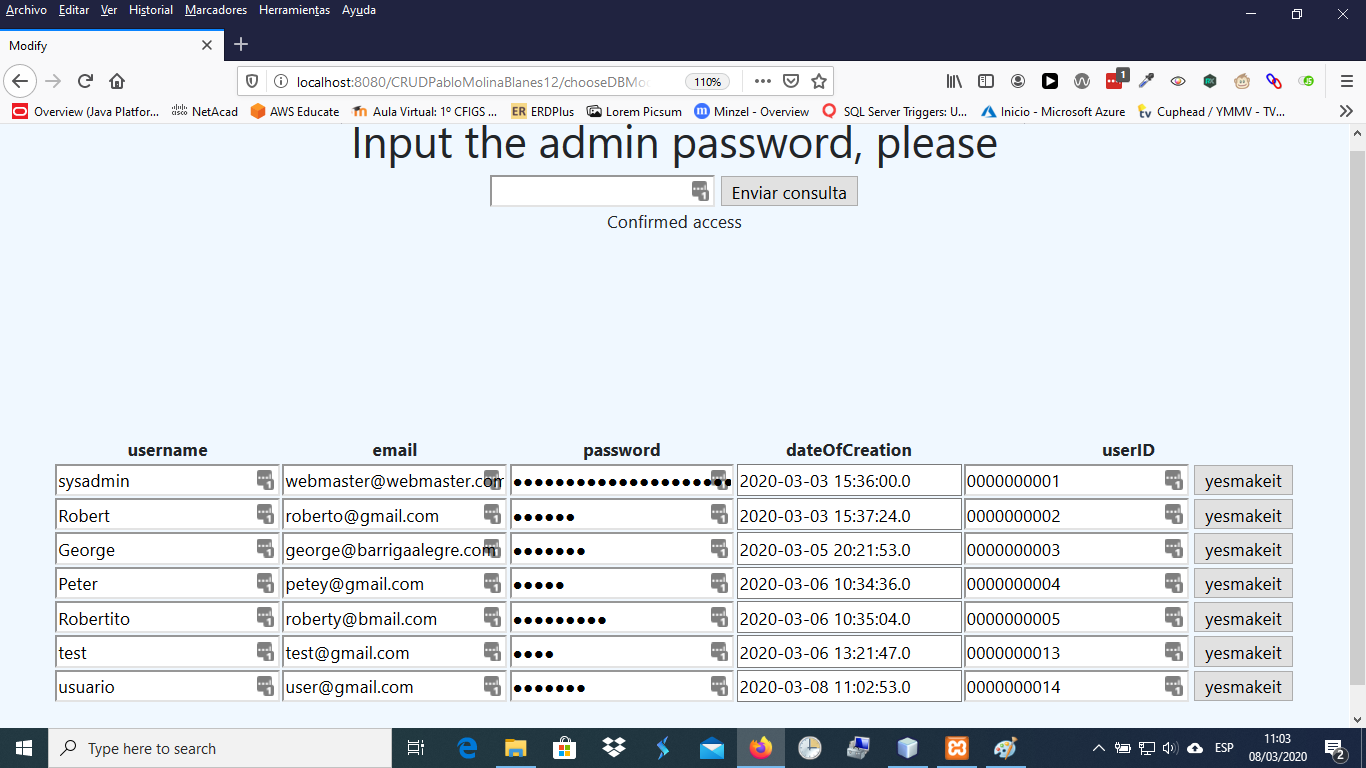 Archivo Editar Ver Historial Marcadores Herramientas Ayuda
Modify
localhost:8080/CRUDPabloMolinaBlanes12/chooseDBMo 110%
1
Overview (Java Platfor... NetAcad AWS Educate Aula Virtual: 1º CFIGS ... ER ERDPlus Lorem Picsum Minzel - Overview SQL Server Triggers: U... Inicio - Microsoft Azure Cuphead / YMMV - TV...
Input the admin password, please
Enviar consulta
Confirmed access
username email password dateOfCreation userID
sysadmin webmaster@webmaster.com ••••••••••••••••••••• 2020-03-03 15:36:00.0 0000000001 yesmakeit
Robert roberto@gmail.com •••••• 2020-03-03 15:37:24.0 0000000002 yesmakeit
George george@barrigaalegre.com ••••••• 2020-03-05 20:21:53.0 0000000003 yesmakeit
Peter petey@gmail.com ••••• 2020-03-06 10:34:36.0 0000000004 yesmakeit
Robertito roberty@bmail.com ••••••••• 2020-03-06 10:35:04.0 0000000005 yesmakeit
test test@gmail.com •••• 2020-03-06 13:21:47.0 0000000013 yesmakeit
usuario user@gmail.com ••••••• 2020-03-08 11:02:53.0 0000000014 yesmakeit
Type here to search ESP 11:03
08/03/2020 2